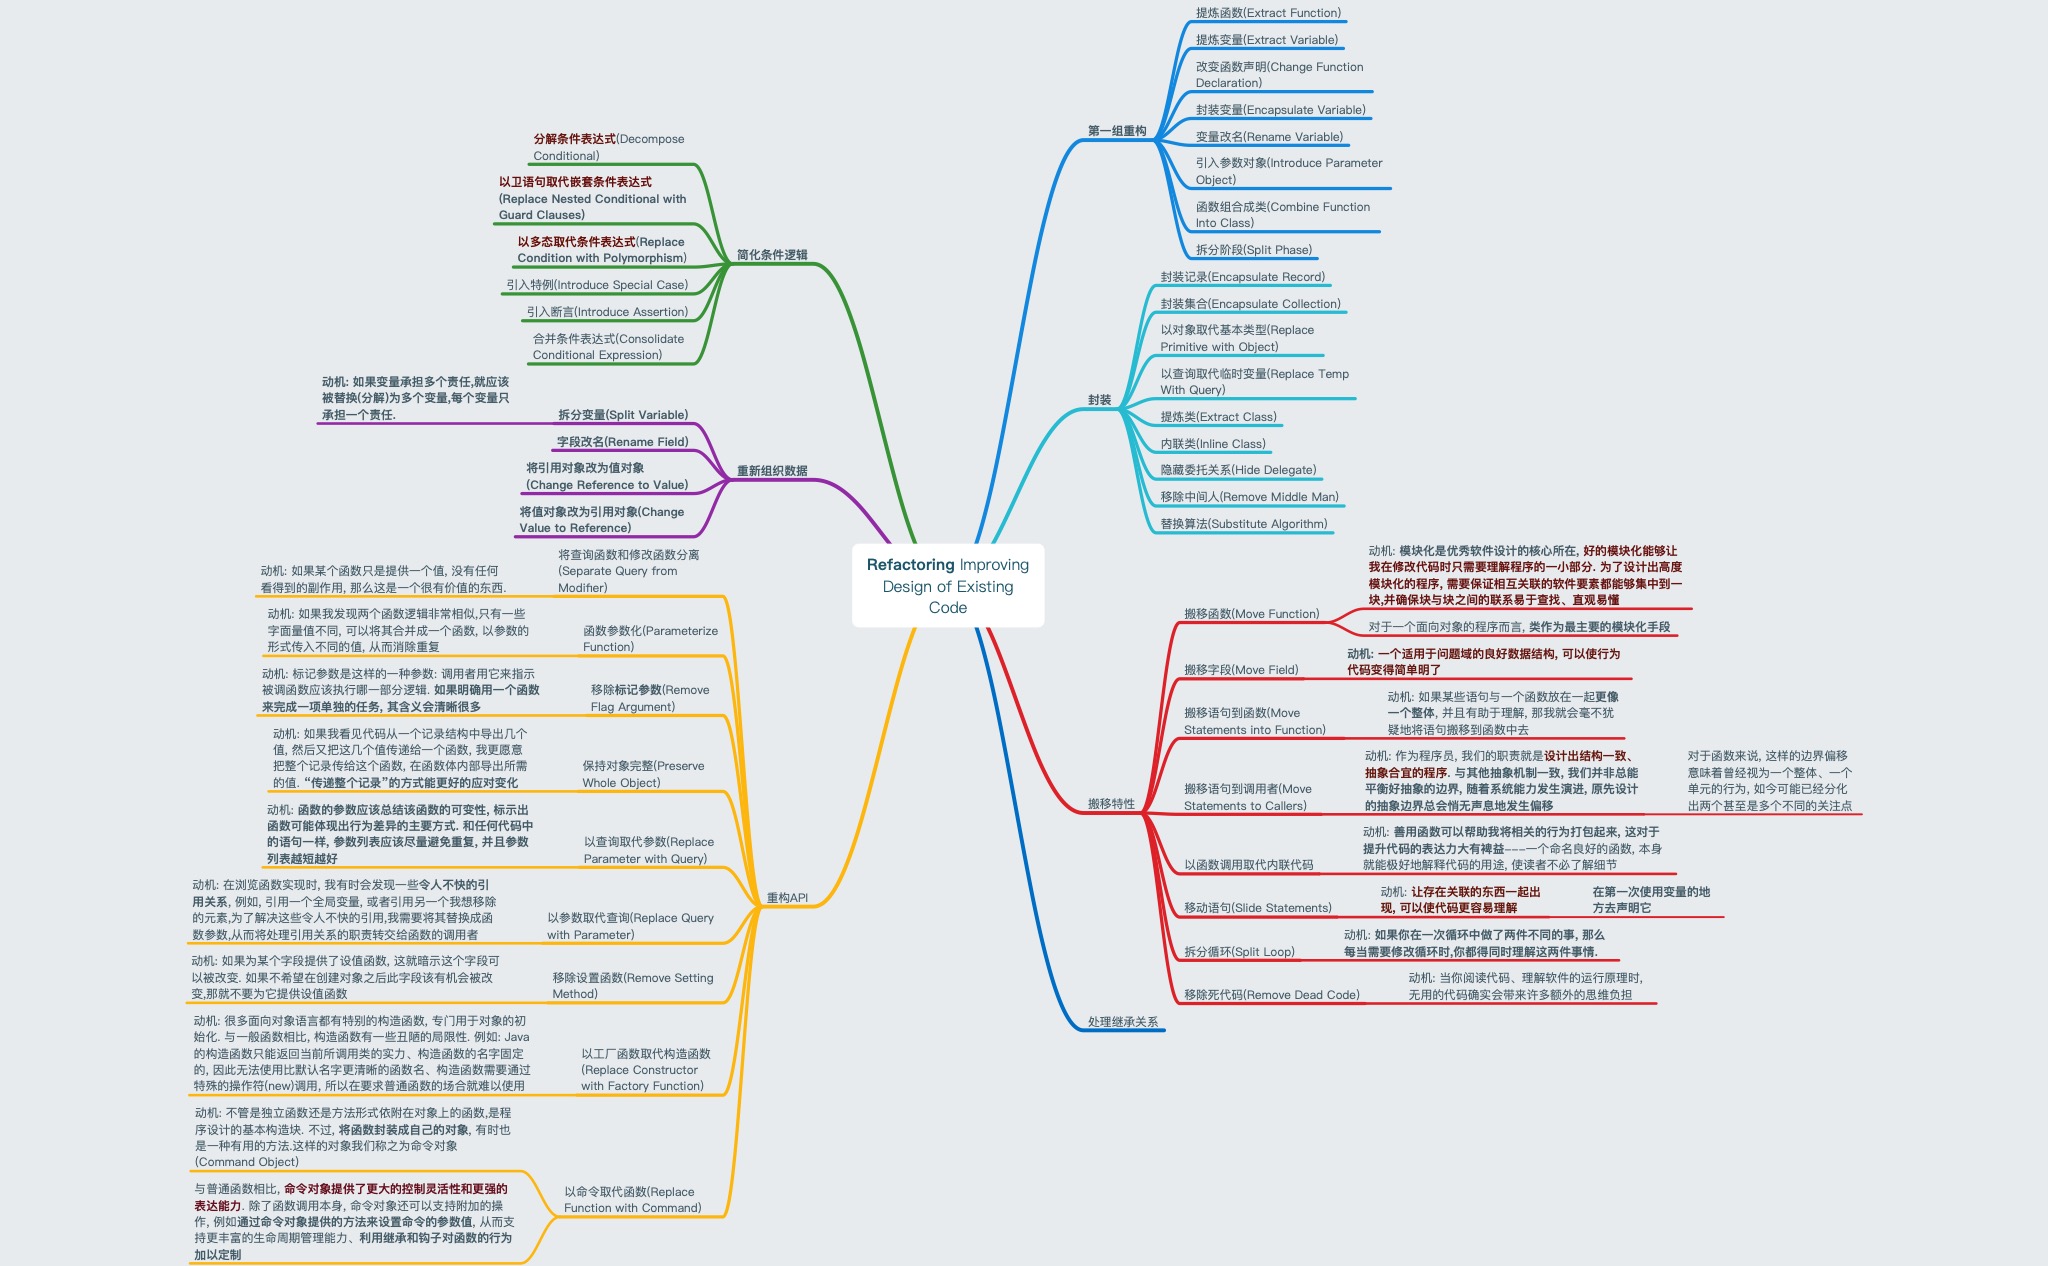 Refactoring Improving
Design of Existing
Code
第一组重构
提炼函数(Extract Function)
提炼变量(Extract Variable)
改变函数声明(Change Function
Declaration)
封装变量(Encapsulate Variable)
变量改名(Rename Variable)
引入参数对象(Introduce Parameter
Object)
函数组合成类(Combine Function
Into Class)
拆分阶段(Split Phase)
封装
封装记录(Encapsulate Record)
封装集合(Encapsulate Collection)
以对象取代基本类型(Replace
Primitive with Object)
以查询取代临时变量(Replace Temp
With Query)
提炼类(Extract Class)
内联类(Inline Class)
隐藏委托关系(Hide Delegate)
移除中间人(Remove Middle Man)
替换算法(Substitute Algorithm)
搬移特性
搬移函数(Move Function)
动机: 模块化是优秀软件设计的核心所在, 好的模块化能够让
我在修改代码时只需要理解程序的一小部分. 为了设计出高度
模块化的程序, 需要保证相互关联的软件要素都能够集中到一
块,并确保块与块之间的联系易于查找、直观易懂
对于一个面向对象的程序而言, 类作为最主要的模块化手段
搬移字段(Move Field)
动机: 一个适用于问题域的良好数据结构, 可以使行为
代码变得简单明了
搬移语句到函数(Move
Statements into Function)
动机: 如果某些语句与一个函数放在一起更像
一个整体, 并且有助于理解, 那我就会毫不犹
疑地将语句搬移到函数中去
搬移语句到调用者(Move
Statements to Callers)
动机: 作为程序员, 我们的职责就是设计出结构一致、
抽象合宜的程序. 与其他抽象机制一致, 我们并非总能
平衡好抽象的边界, 随着系统能力发生演进, 原先设计
的抽象边界总会悄无声息地发生偏移
对于函数来说, 这样的边界偏移
意味着曾经视为一个整体、一个
单元的行为, 如今可能已经分化
出两个甚至是多个不同的关注点
以函数调用取代内联代码
动机: 善用函数可以帮助我将相关的行为打包起来, 这对于
提升代码的表达力大有裨益---一个命名良好的函数, 本身
就能极好地解释代码的用途, 使读者不必了解细节
移动语句(Slide Statements)
动机: 让存在关联的东西一起出
现, 可以使代码更容易理解
在第一次使用变量的地
方去声明它
拆分循环(Split Loop)
动机: 如果你在一次循环中做了两件不同的事, 那么
每当需要修改循环时,你都得同时理解这两件事情.
移除死代码(Remove Dead Code)
动机: 当你阅读代码、理解软件的运行原理时,
无用的代码确实会带来许多额外的思维负担
处理继承关系
简化条件逻辑
分解条件表达式(Decompose
Conditional)
以卫语句取代嵌套条件表达式
(Replace Nested Conditional with
Guard Clauses)
以多态取代条件表达式(Replace
Condition with Polymorphism)
引入特例(Introduce Special Case)
引入断言(Introduce Assertion)
合并条件表达式(Consolidate
Conditional Expression)
重新组织数据
拆分变量(Split Variable)
动机: 如果变量承担多个责任,就应该
被替换(分解)为多个变量,每个变量只
承担一个责任.
字段改名(Rename Field)
将引用对象改为值对象
(Change Reference to Value)
将值对象改为引用对象(Change
Value to Reference)
重构API
将查询函数和修改函数分离
(Separate Query from
Modifier)
动机: 如果某个函数只是提供一个值, 没有任何
看得到的副作用, 那么这是一个很有价值的东西.
函数参数化(Parameterize
Function)
动机: 如果我发现两个函数逻辑非常相似,只有一些
字面量值不同, 可以将其合并成一个函数, 以参数的
形式传入不同的值, 从而消除重复
移除标记参数(Remove
Flag Argument)
动机: 标记参数是这样的一种参数: 调用者用它来指示
被调函数应该执行哪一部分逻辑. 如果明确用一个函数
来完成一项单独的任务, 其含义会清晰很多
保持对象完整(Preserve
Whole Object)
动机: 如果我看见代码从一个记录结构中导出几个
值, 然后又把这几个值传递给一个函数, 我更愿意
把整个记录传给这个函数, 在函数体内部导出所需
的值. “传递整个记录”的方式能更好的应对变化
以查询取代参数(Replace
Parameter with Query)
动机: 函数的参数应该总结该函数的可变性, 标示出
函数可能体现出行为差异的主要方式. 和任何代码中
的语句一样, 参数列表应该尽量避免重复, 并且参数
列表越短越好
以参数取代查询(Replace Query
with Parameter)
动机: 在浏览函数实现时, 我有时会发现一些令人不快的引
用关系, 例如, 引用一个全局变量, 或者引用另一个我想移除
的元素,为了解决这些令人不快的引用,我需要将其替换成函
数参数,从而将处理引用关系的职责转交给函数的调用者
移除设置函数(Remove Setting
Method)
动机: 如果为某个字段提供了设值函数, 这就暗示这个字段可
以被改变. 如果不希望在创建对象之后此字段该有机会被改
变,那就不要为它提供设值函数
以工厂函数取代构造函数
(Replace Constructor
with Factory Function)
动机: 很多面向对象语言都有特别的构造函数, 专门用于对象的初
始化. 与一般函数相比, 构造函数有一些丑陋的局限性. 例如: Java
的构造函数只能返回当前所调用类的实力、构造函数的名字固定
的, 因此无法使用比默认名字更清晰的函数名、构造函数需要通过
特殊的操作符(new)调用, 所以在要求普通函数的场合就难以使用
以命令取代函数(Replace
Function with Command)
动机: 不管是独立函数还是方法形式依附在对象上的函数,是程
序设计的基本构造块. 不过, 将函数封装成自己的对象, 有时也
是一种有用的方法.这样的对象我们称之为命令对象
(Command Object)
与普通函数相比, 命令对象提供了更大的控制灵活性和更强的
表达能力. 除了函数调用本身, 命令对象还可以支持附加的操
作, 例如通过命令对象提供的方法来设置命令的参数值, 从而支
持更丰富的生命周期管理能力、利用继承和钩子对函数的行为
加以定制